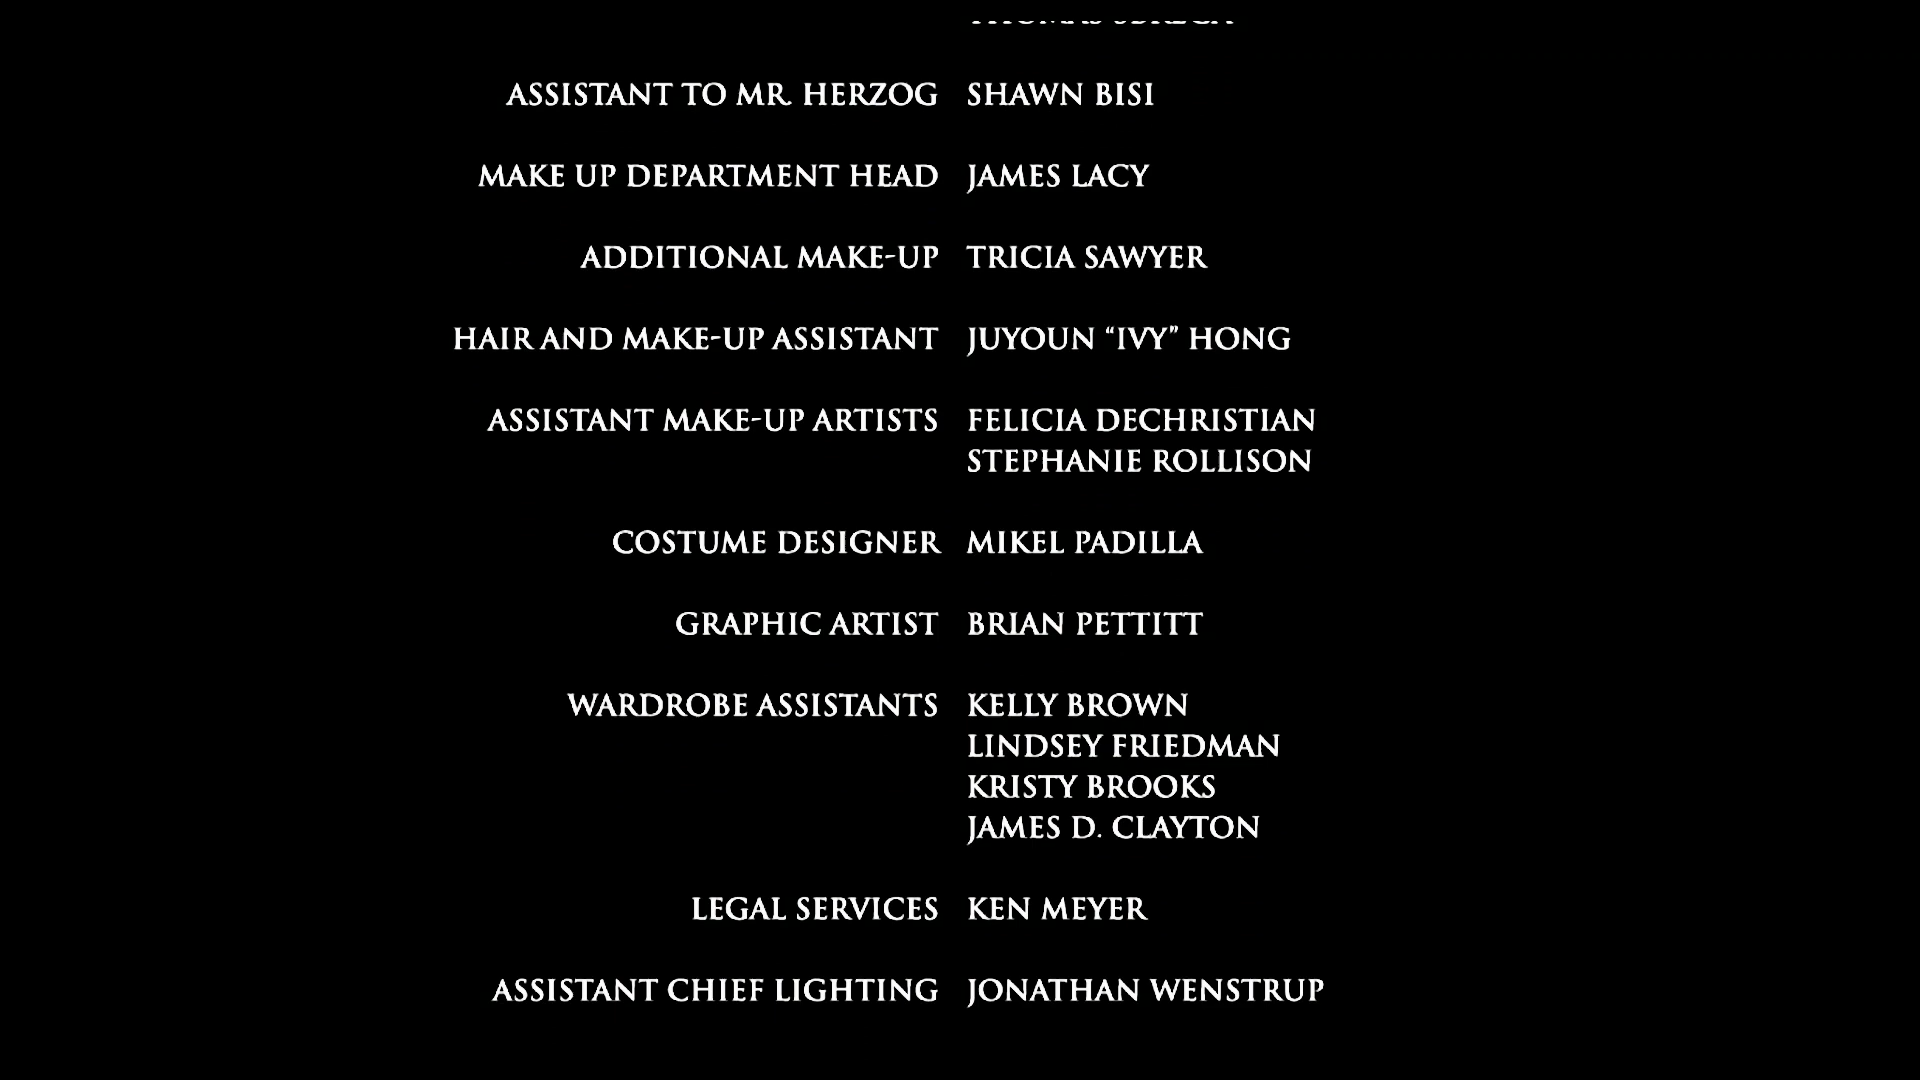 ASSISTANT TO MR. HERZOG SHAWN BISI
MAKE UP DEPARTMENT HEAD JAMES LACY
ADDITIONAL MAKE-UP TRICIA SAWYER
HAIR AND MAKE-UP ASSISTANT JUYOUN “IVY” HONG
ASSISTANT MAKE-UP ARTISTS FELICIA DECHRISTIAN
STEPHANIE ROLLISON
COSTUME DESIGNER MIKEL PADILLA
GRAPHIC ARTIST BRIAN PETTITT
WARDROBE ASSISTANTS KELLY BROWN
LINDSEY FRIEDMAN
KRISTY BROOKS
JAMES D. CLAYTON
LEGAL SERVICES KEN MEYER
ASSISTANT CHIEF LIGHTING JONATHAN WENSTRUP